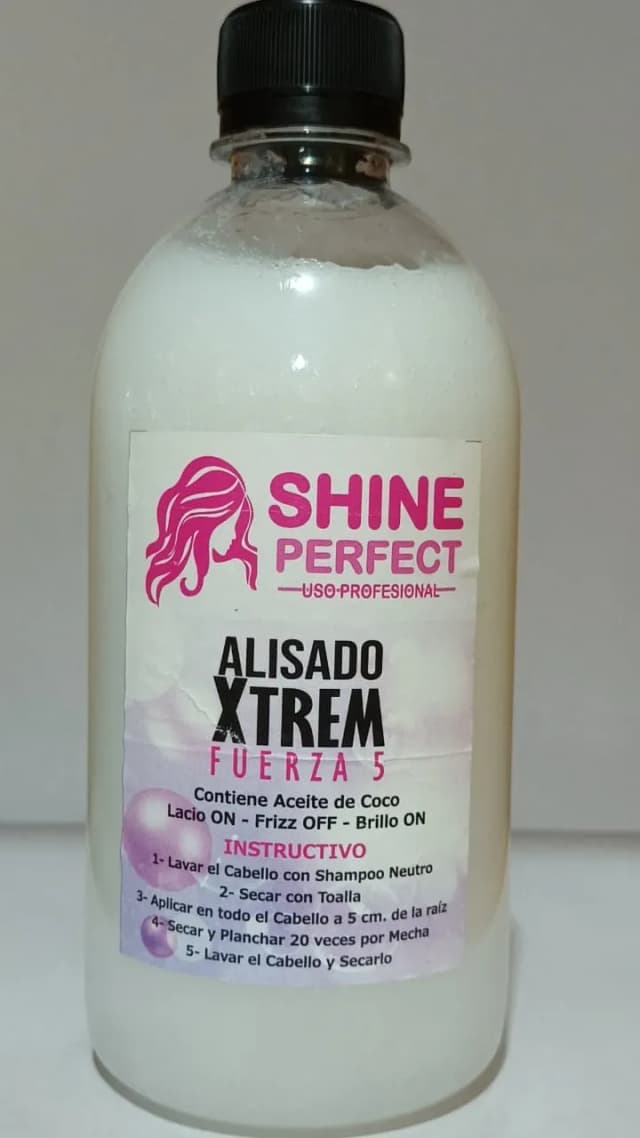 SHINE
PERFECT
USO PROFESIONAL
ALISADO
XTREM
FUERZA 5
Contiene Aceite de Coco
Lacio ON - Frizz OFF - Brillo ON
INSTRUCTIVO
1- Lavar el Cabello con Shampoo Neutro
2- Secar con Toalla
3- Aplicar en todo el Cabello a 5 cm. de la raíz
4- Secar y Planchar 20 veces por Mecha
5- Lavar el Cabello y Secarlo